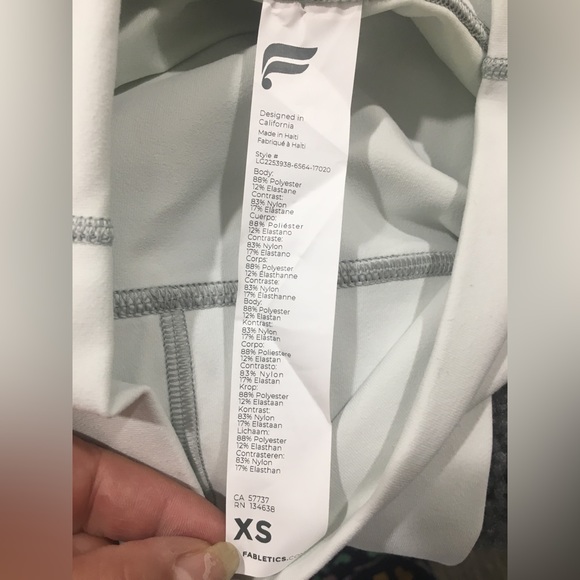 Designed in
California
Made in Haiti
Fabriqué à Haïti
Style #
LG2253938-6564-17020
Body:
88% Polyester
12% Elastane
Contrast:
83% Nylon
17% Elastane
Cuerpo:
88% Poliéster
12% Elastano
Contraste:
83% Nylon
17% Elastano
Corps:
88% Polyester
12% Élasthanne
Contraste:
83% Nylon
17% Élasthanne
Body:
88% Polyester
12% Elastan
Kontrast:
83% Nylon
17% Elastan
Corpo:
88% Poliestere
12% Elastan
Contrasto:
83% Nylon
17% Elastan
Krop:
88% Polyester
12% Elastaan
Kontrast:
83% Nylon
17% Elastaan
Lichaam:
88% Polyester
12% Elasthan
Contrasteren:
83% Nylon
17% Elasthan
CA 57737
RN 134638
XS
FABLETICS.